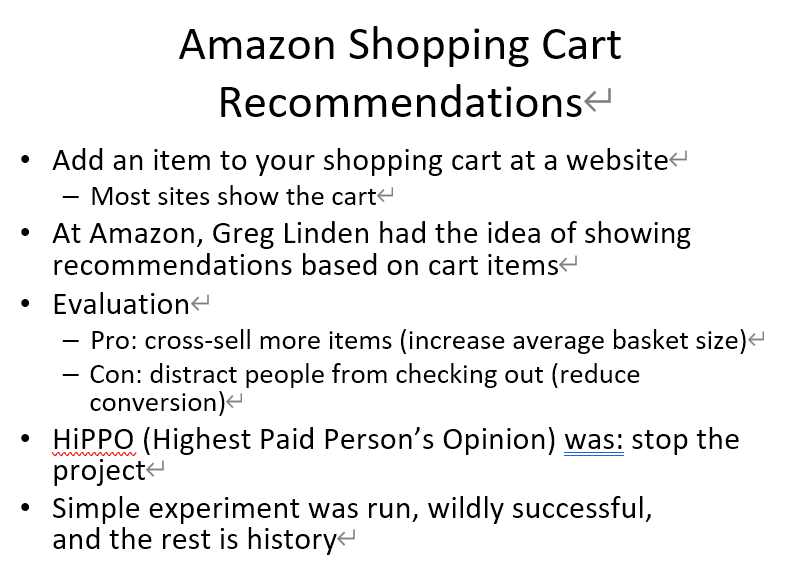 Amazon Shopping Cart
Recommendations↵
• Add an item to your shopping cart at a website↵
– Most sites show the cart↵
• At Amazon, Greg Linden had the idea of showing
recommendations based on cart items↵
• Evaluation↵
– Pro: cross-sell more items (increase average basket size)↵
– Con: distract people from checking out (reduce
conversion)↵
• HiPPO (Highest Paid Person’s Opinion) was: stop the
project↵
• Simple experiment was run, wildly successful,
and the rest is history↵